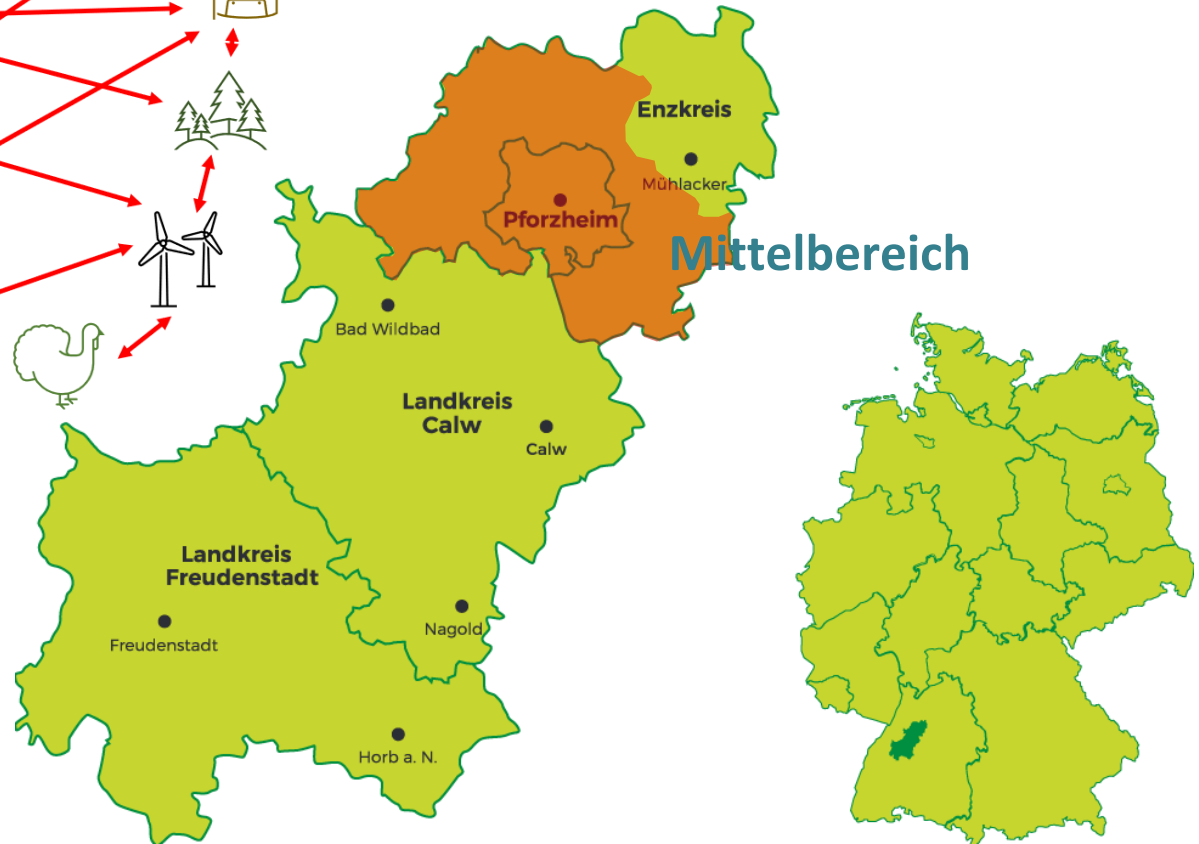 Enzkreis
Mühlacker
Pforzheim
Mittelbereich
Bad Wildbad
Landkreis
Calw
Calw
Landkreis
Freudenstadt
Nagold
Freudenstadt
Horb a. N.